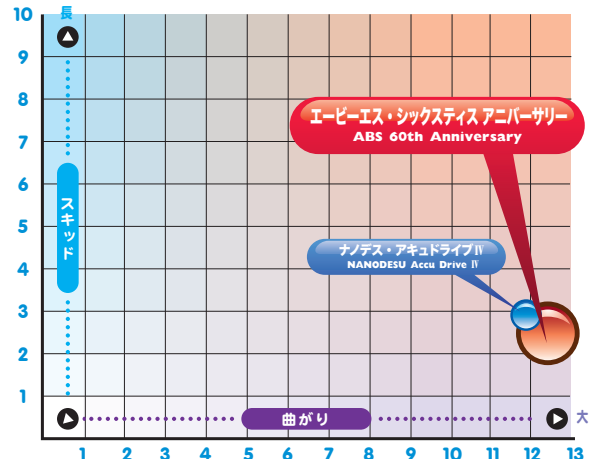 10
長
9
8
7
6
5
4
3
2
1
スキッド
エービーエス・シックスティス アニバーサリー
ABS 60th Anniversary
ナノデス・アキュドライブⅣ
NANODESU Accu Drive Ⅳ
曲がり
大
1 2 3 4 5 6 7 8 9 10 11 12 13